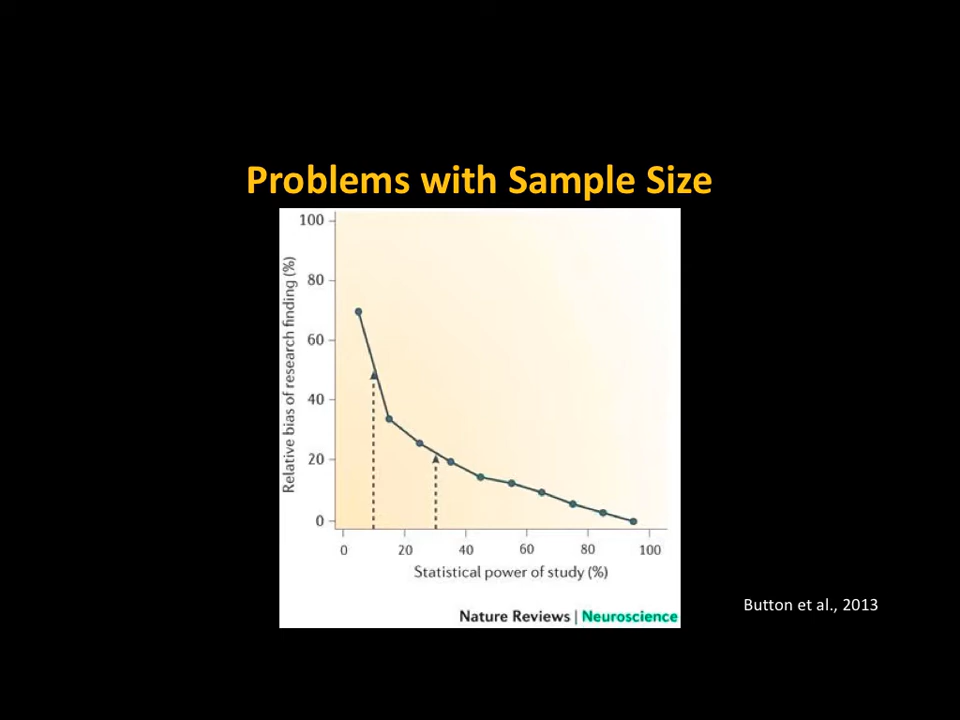 Problems with Sample Size
100
80
60
40
20
0
Relative bias of research finding (%)
0 20 40 60 80 100
Statistical power of study (%)
Nature Reviews | Neuroscience
Button et al., 2013